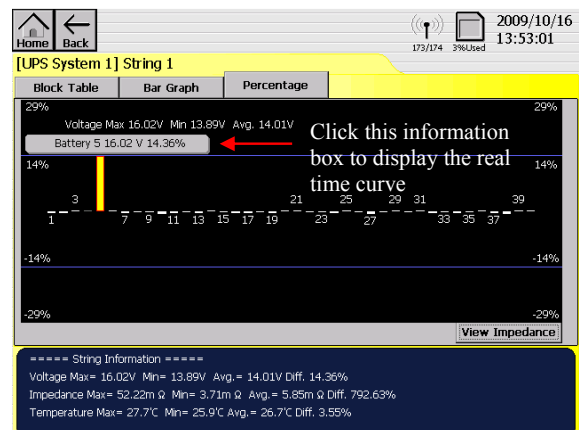 Home Back
173/174 3%Used
2009/10/16
13:53:01
[UPS System 1] String 1
Block Table Bar Graph Percentage
29% 29%
Voltage Max 16.02V Min 13.89V Avg. 14.01V
Battery 5 16.02 V 14.36%
Click this information
box to display the real
time curve
14% 14%
3 21 25 29 31 39
1 7 9 11 13 15 17 19 23 27 33 35 37
-14% -14%
-29% -29%
View Impedance
===== String Information =====
Voltage Max= 16.02V Min= 13.89V Avg.= 14.01V Diff. 14.36%
Impedance Max= 52.22m Ω Min= 3.71m Ω Avg.= 5.85m Ω Diff. 792.63%
Temperature Max= 27.7℃ Min= 25.9℃ Avg.= 26.7℃ Diff. 3.55%